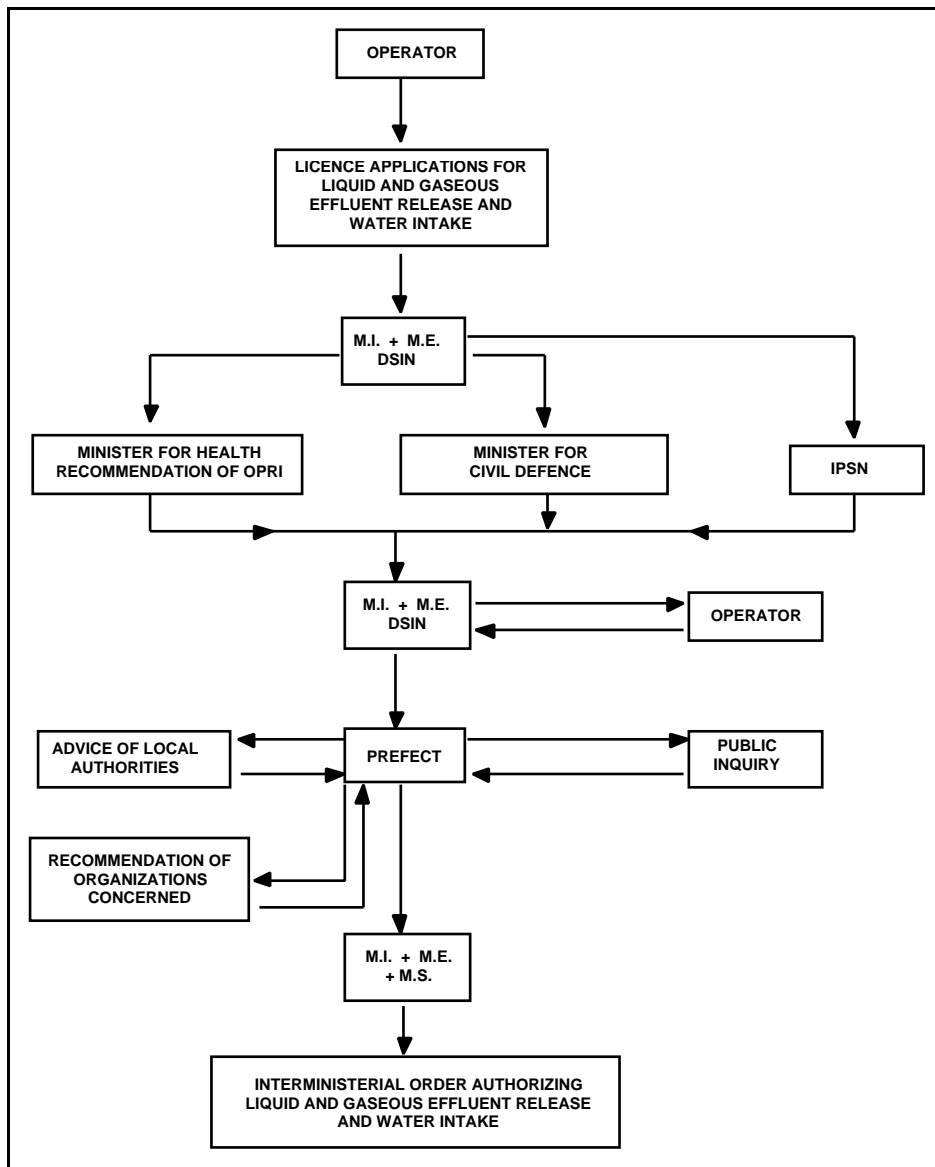 OPERATOR
LICENCE APPLICATIONS FOR
LIQUID AND GASEOUS
EFFLUENT RELEASE AND
WATER INTAKE
M.I. + M.E.
DSIN
MINISTER FOR HEALTH
RECOMMENDATION OF OPRI
MINISTER FOR
CIVIL DEFENCE
IPSN
M.I. + M.E.
DSIN
OPERATOR
ADVICE OF LOCAL
AUTHORITIES
PREFECT
PUBLIC
INQUIRY
RECOMMENDATION OF
ORGANIZATIONS
CONCERNED
M.I. + M.E.
+ M.S.
INTERMINISTERIAL ORDER AUTHORIZING
LIQUID AND GASEOUS EFFLUENT RELEASE
AND WATER INTAKE